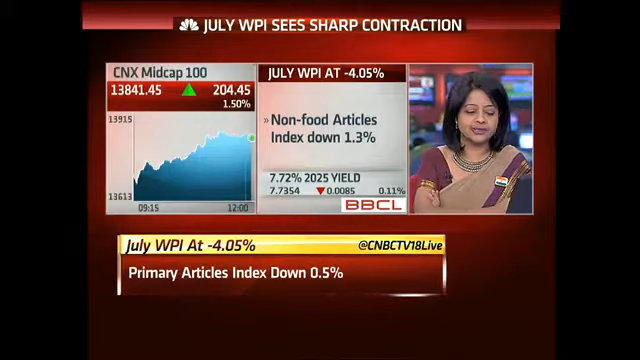 JULY WPI SEES SHARP CONTRACTION
CNX Midcap 100
13841.45 204.45
1.50%
13915
13613
09:15 12:00
JULY WPI AT -4.05%
» Non-food Articles
Index down 1.3%
7.72% 2025 YIELD
7.7354 0.0085 0.11%
BBCL
July WPI At -4.05% @CNBCTV18Live
Primary Articles Index Down 0.5%